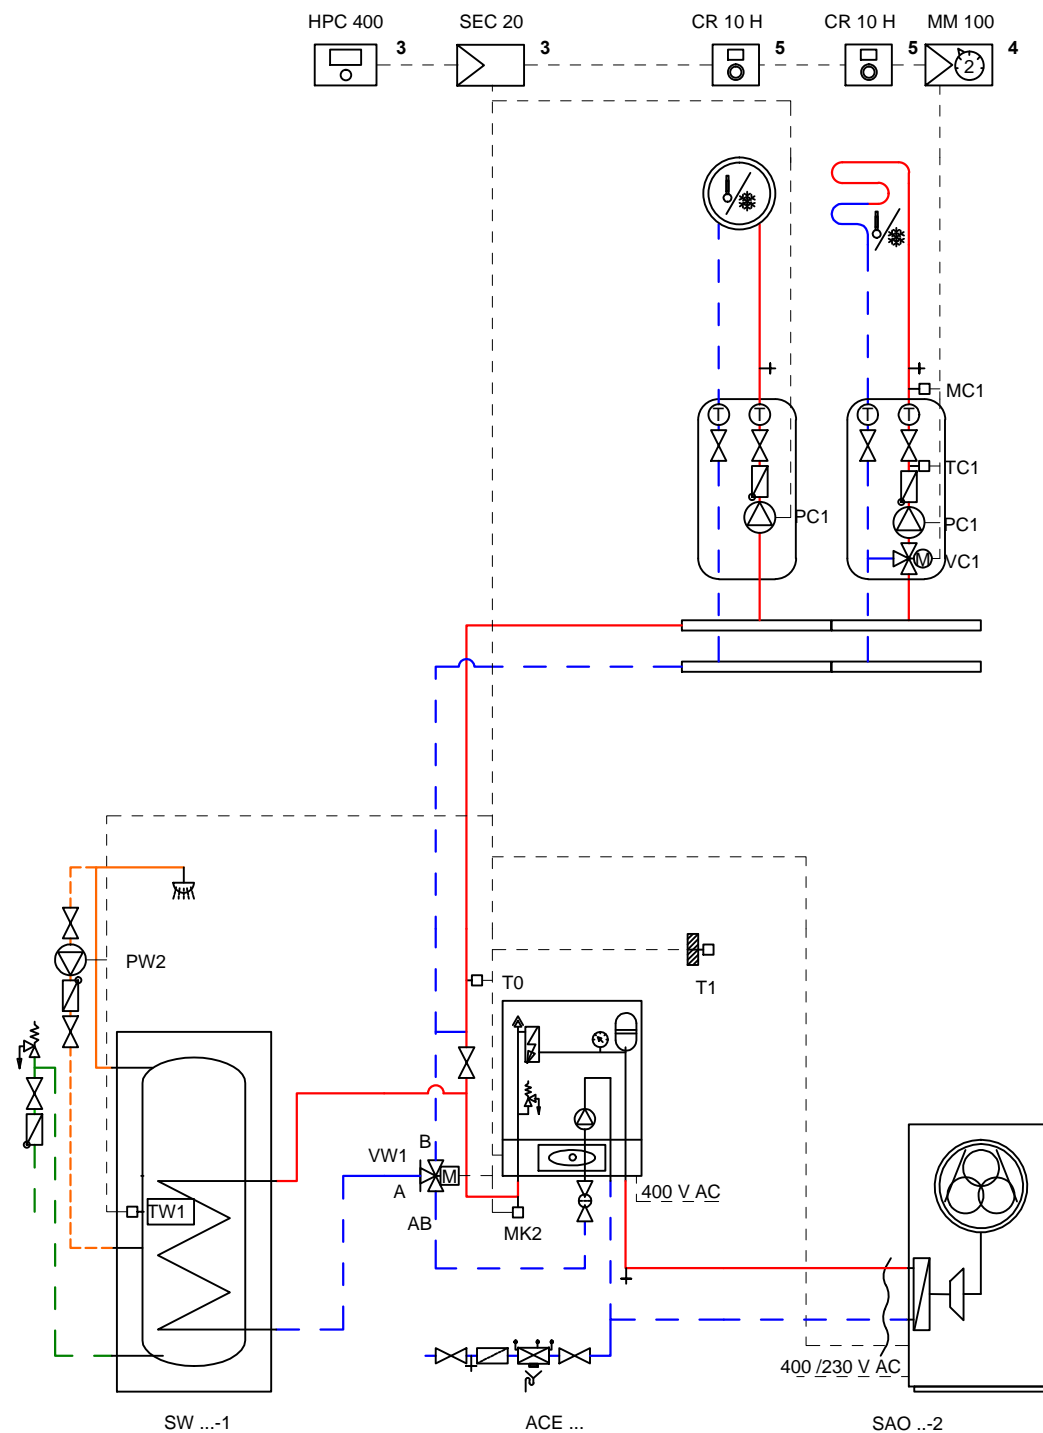 HPC 400 SEC 20 CR 10 H CR 10 H MM 100
3 3 5 5 4
2
MC1
T T T T
TC1
PC1 PC1
M VC1
PW2
T0
T1
B
VW1
M
A
400 V AC
TW1
AB
MK2
400 /230 V AC
SW ...-1 ACE ... SAO ..-2